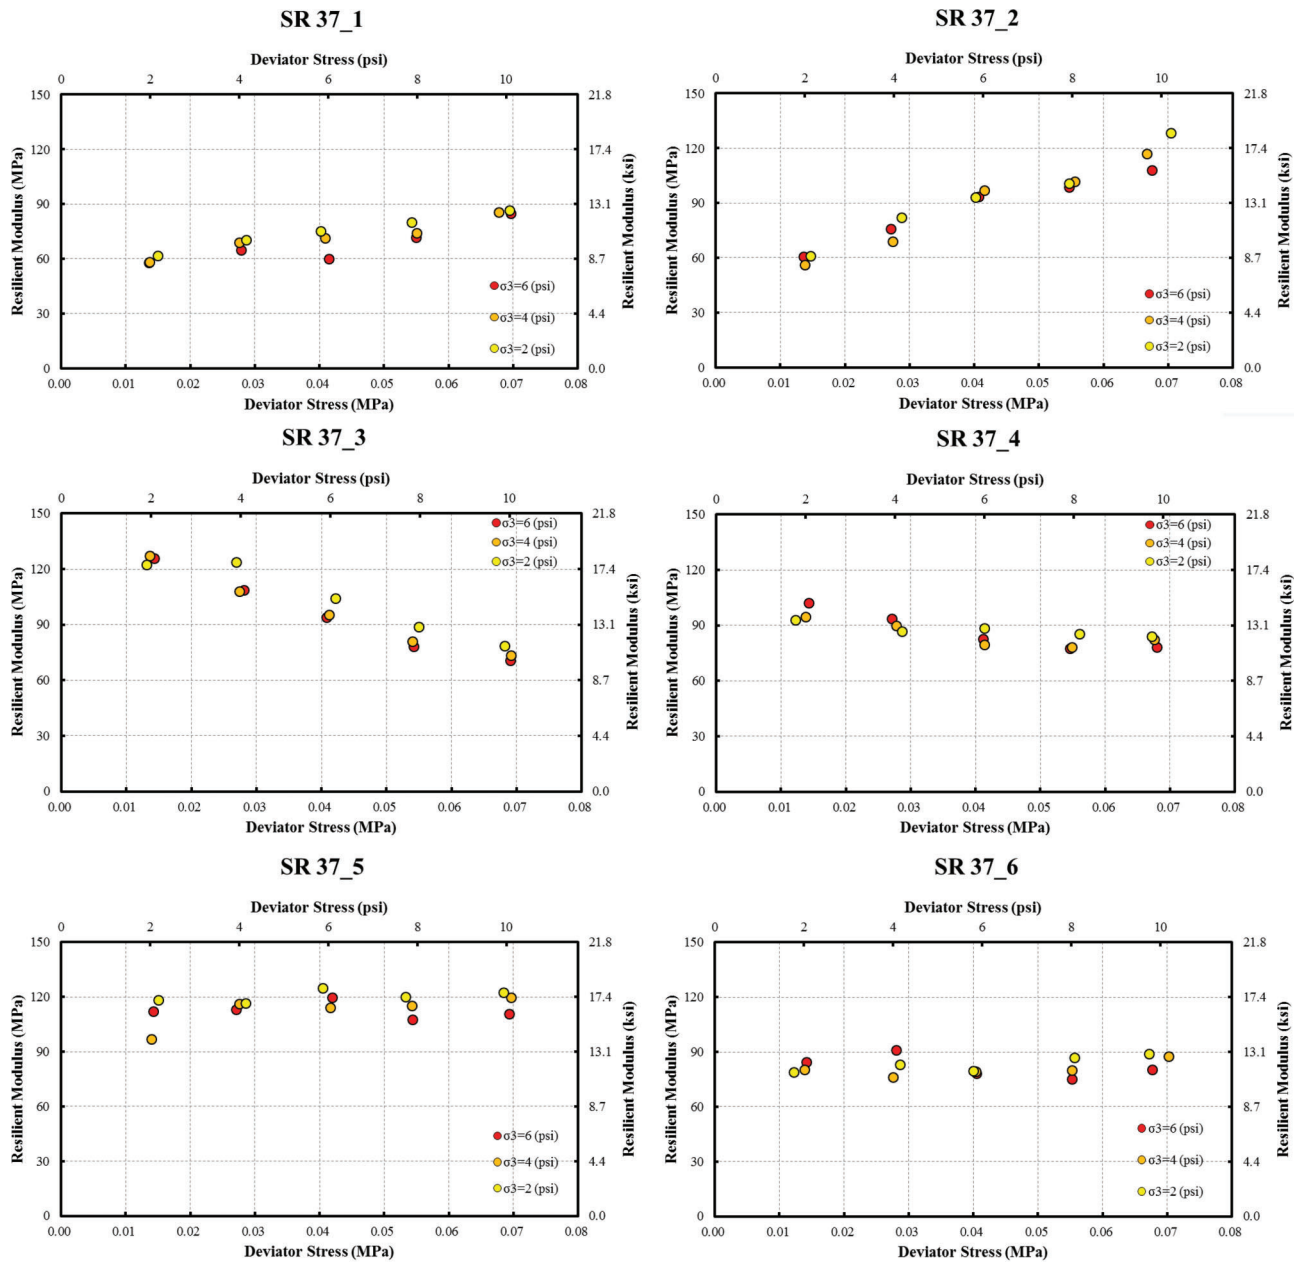 SR 37_1
Deviator Stress (psi)
0 2 4 6 8 10
150 21.8
120 17.4
90 13.1
60 8.7
30 4.4
0 0.0
Resilient Modulus (MPa)
Resilient Modulus (ksi)
σ3=6 (psi)
σ3=4 (psi)
σ3=2 (psi)
0.00 0.01 0.02 0.03 0.04 0.05 0.06 0.07 0.08
Deviator Stress (MPa)
SR 37_2
Deviator Stress (psi)
0 2 4 6 8 10
150 21.8
120 17.4
90 13.1
60 8.7
30 4.4
0 0.0
Resilient Modulus (MPa)
Resilient Modulus (ksi)
σ3=6 (psi)
σ3=4 (psi)
σ3=2 (psi)
0.00 0.01 0.02 0.03 0.04 0.05 0.06 0.07 0.08
Deviator Stress (MPa)
SR 37_3
Deviator Stress (psi)
0 2 4 6 8 10
150 21.8
120 17.4
90 13.1
60 8.7
30 4.4
0 0.0
Resilient Modulus (MPa)
Resilient Modulus (ksi)
σ3=6 (psi)
σ3=4 (psi)
σ3=2 (psi)
0.00 0.01 0.02 0.03 0.04 0.05 0.06 0.07 0.08
Deviator Stress (MPa)
SR 37_4
Deviator Stress (psi)
0 2 4 6 8 10
150 21.8
120 17.4
90 13.1
60 8.7
30 4.4
0 0.0
Resilient Modulus (MPa)
Resilient Modulus (ksi)
σ3=6 (psi)
σ3=4 (psi)
σ3=2 (psi)
0.00 0.01 0.02 0.03 0.04 0.05 0.06 0.07 0.08
Deviator Stress (MPa)
SR 37_5
Deviator Stress (psi)
0 2 4 6 8 10
150 21.8
120 17.4
90 13.1
60 8.7
30 4.4
0 0.0
Resilient Modulus (MPa)
Resilient Modulus (ksi)
σ3=6 (psi)
σ3=4 (psi)
σ3=2 (psi)
0.00 0.01 0.02 0.03 0.04 0.05 0.06 0.07 0.08
Deviator Stress (MPa)
SR 37_6
Deviator Stress (psi)
0 2 4 6 8 10
150 21.8
120 17.4
90 13.1
60 8.7
30 4.4
0 0.0
Resilient Modulus (MPa)
Resilient Modulus (ksi)
σ3=6 (psi)
σ3=4 (psi)
σ3=2 (psi)
0.00 0.01 0.02 0.03 0.04 0.05 0.06 0.07 0.08
Deviator Stress (MPa)